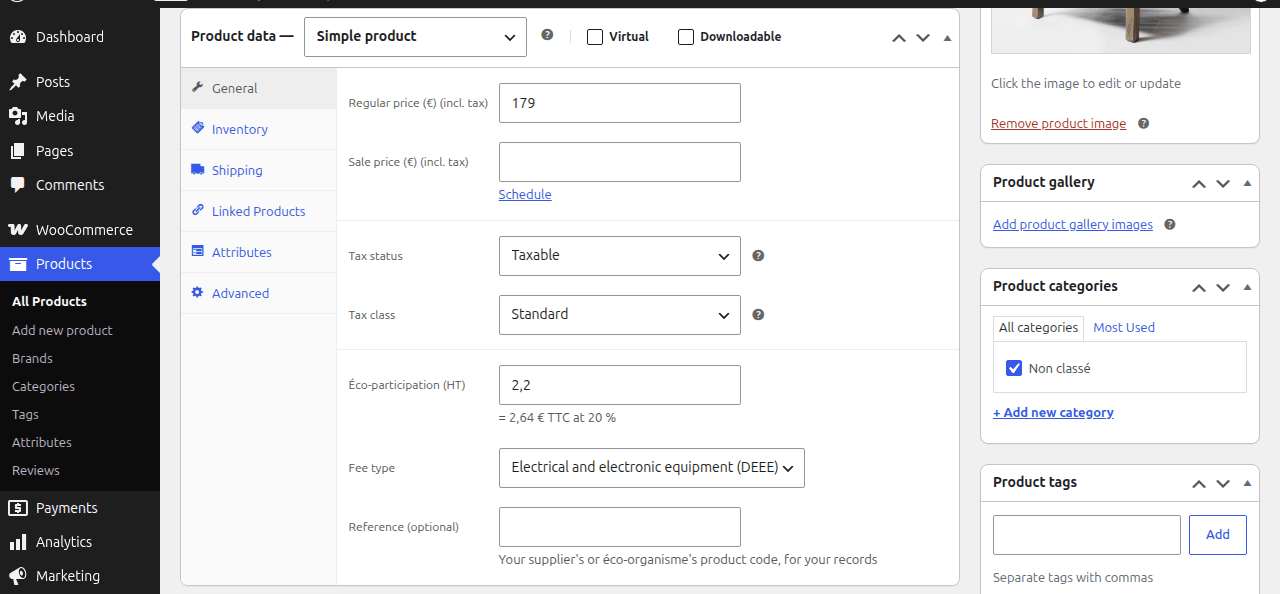 Dashboard
Posts
Media
Pages
Comments
WooCommerce
Products
All Products
Add new product
Brands
Categories
Tags
Attributes
Reviews
Payments
Analytics
Marketing
Product data —
Simple product
Virtual
Downloadable
General
Inventory
Shipping
Linked Products
Attributes
Advanced
Regular price (€) (incl. tax)
179
Sale price (€) (incl. tax)
Schedule
Tax status
Taxable
Tax class
Standard
Éco-participation (HT)
2,2
= 2,64 € TTC at 20 %
Fee type
Electrical and electronic equipment (DEEE)
Reference (optional)
Your supplier's or éco-organisme's product code, for your records
Click the image to edit or update
Remove product image
Product gallery
Add product gallery images
Product categories
All categories
Most Used
Non classé
+ Add new category
Product tags
Add
Separate tags with commas